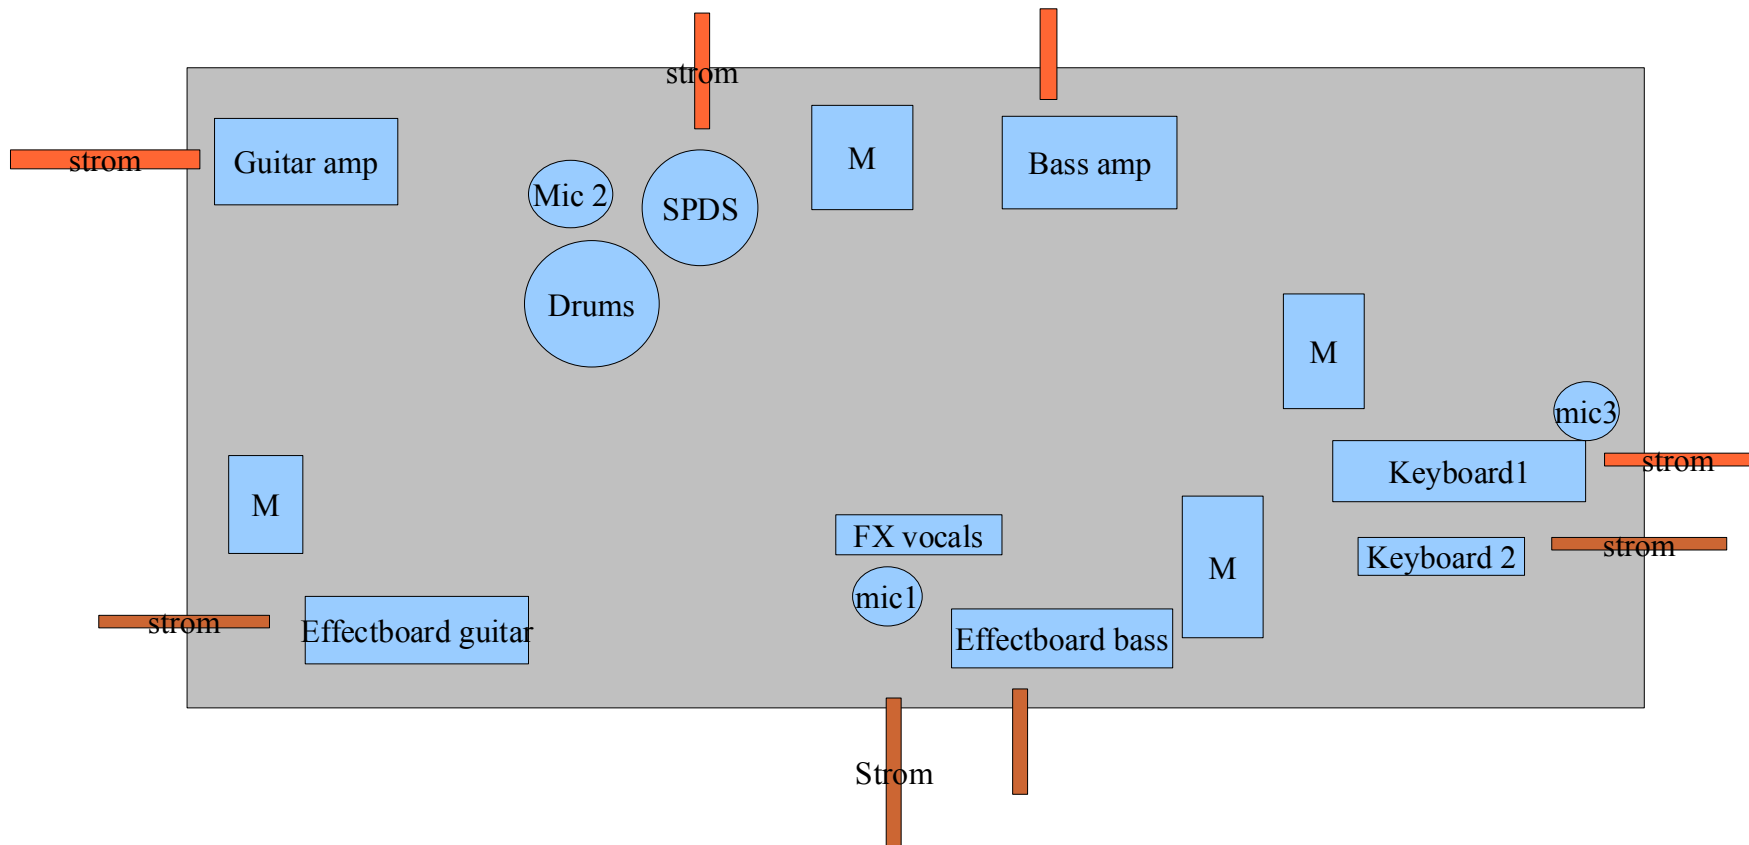 strom
strom
Guitar amp
M
Bass amp
Mic 2
SPDS
Drums
M
mic3
Keyboard1
strom
M
FX vocals
Keyboard 2
strom
M
mic1
strom
Effectboard guitar
Effectboard bass
Strom